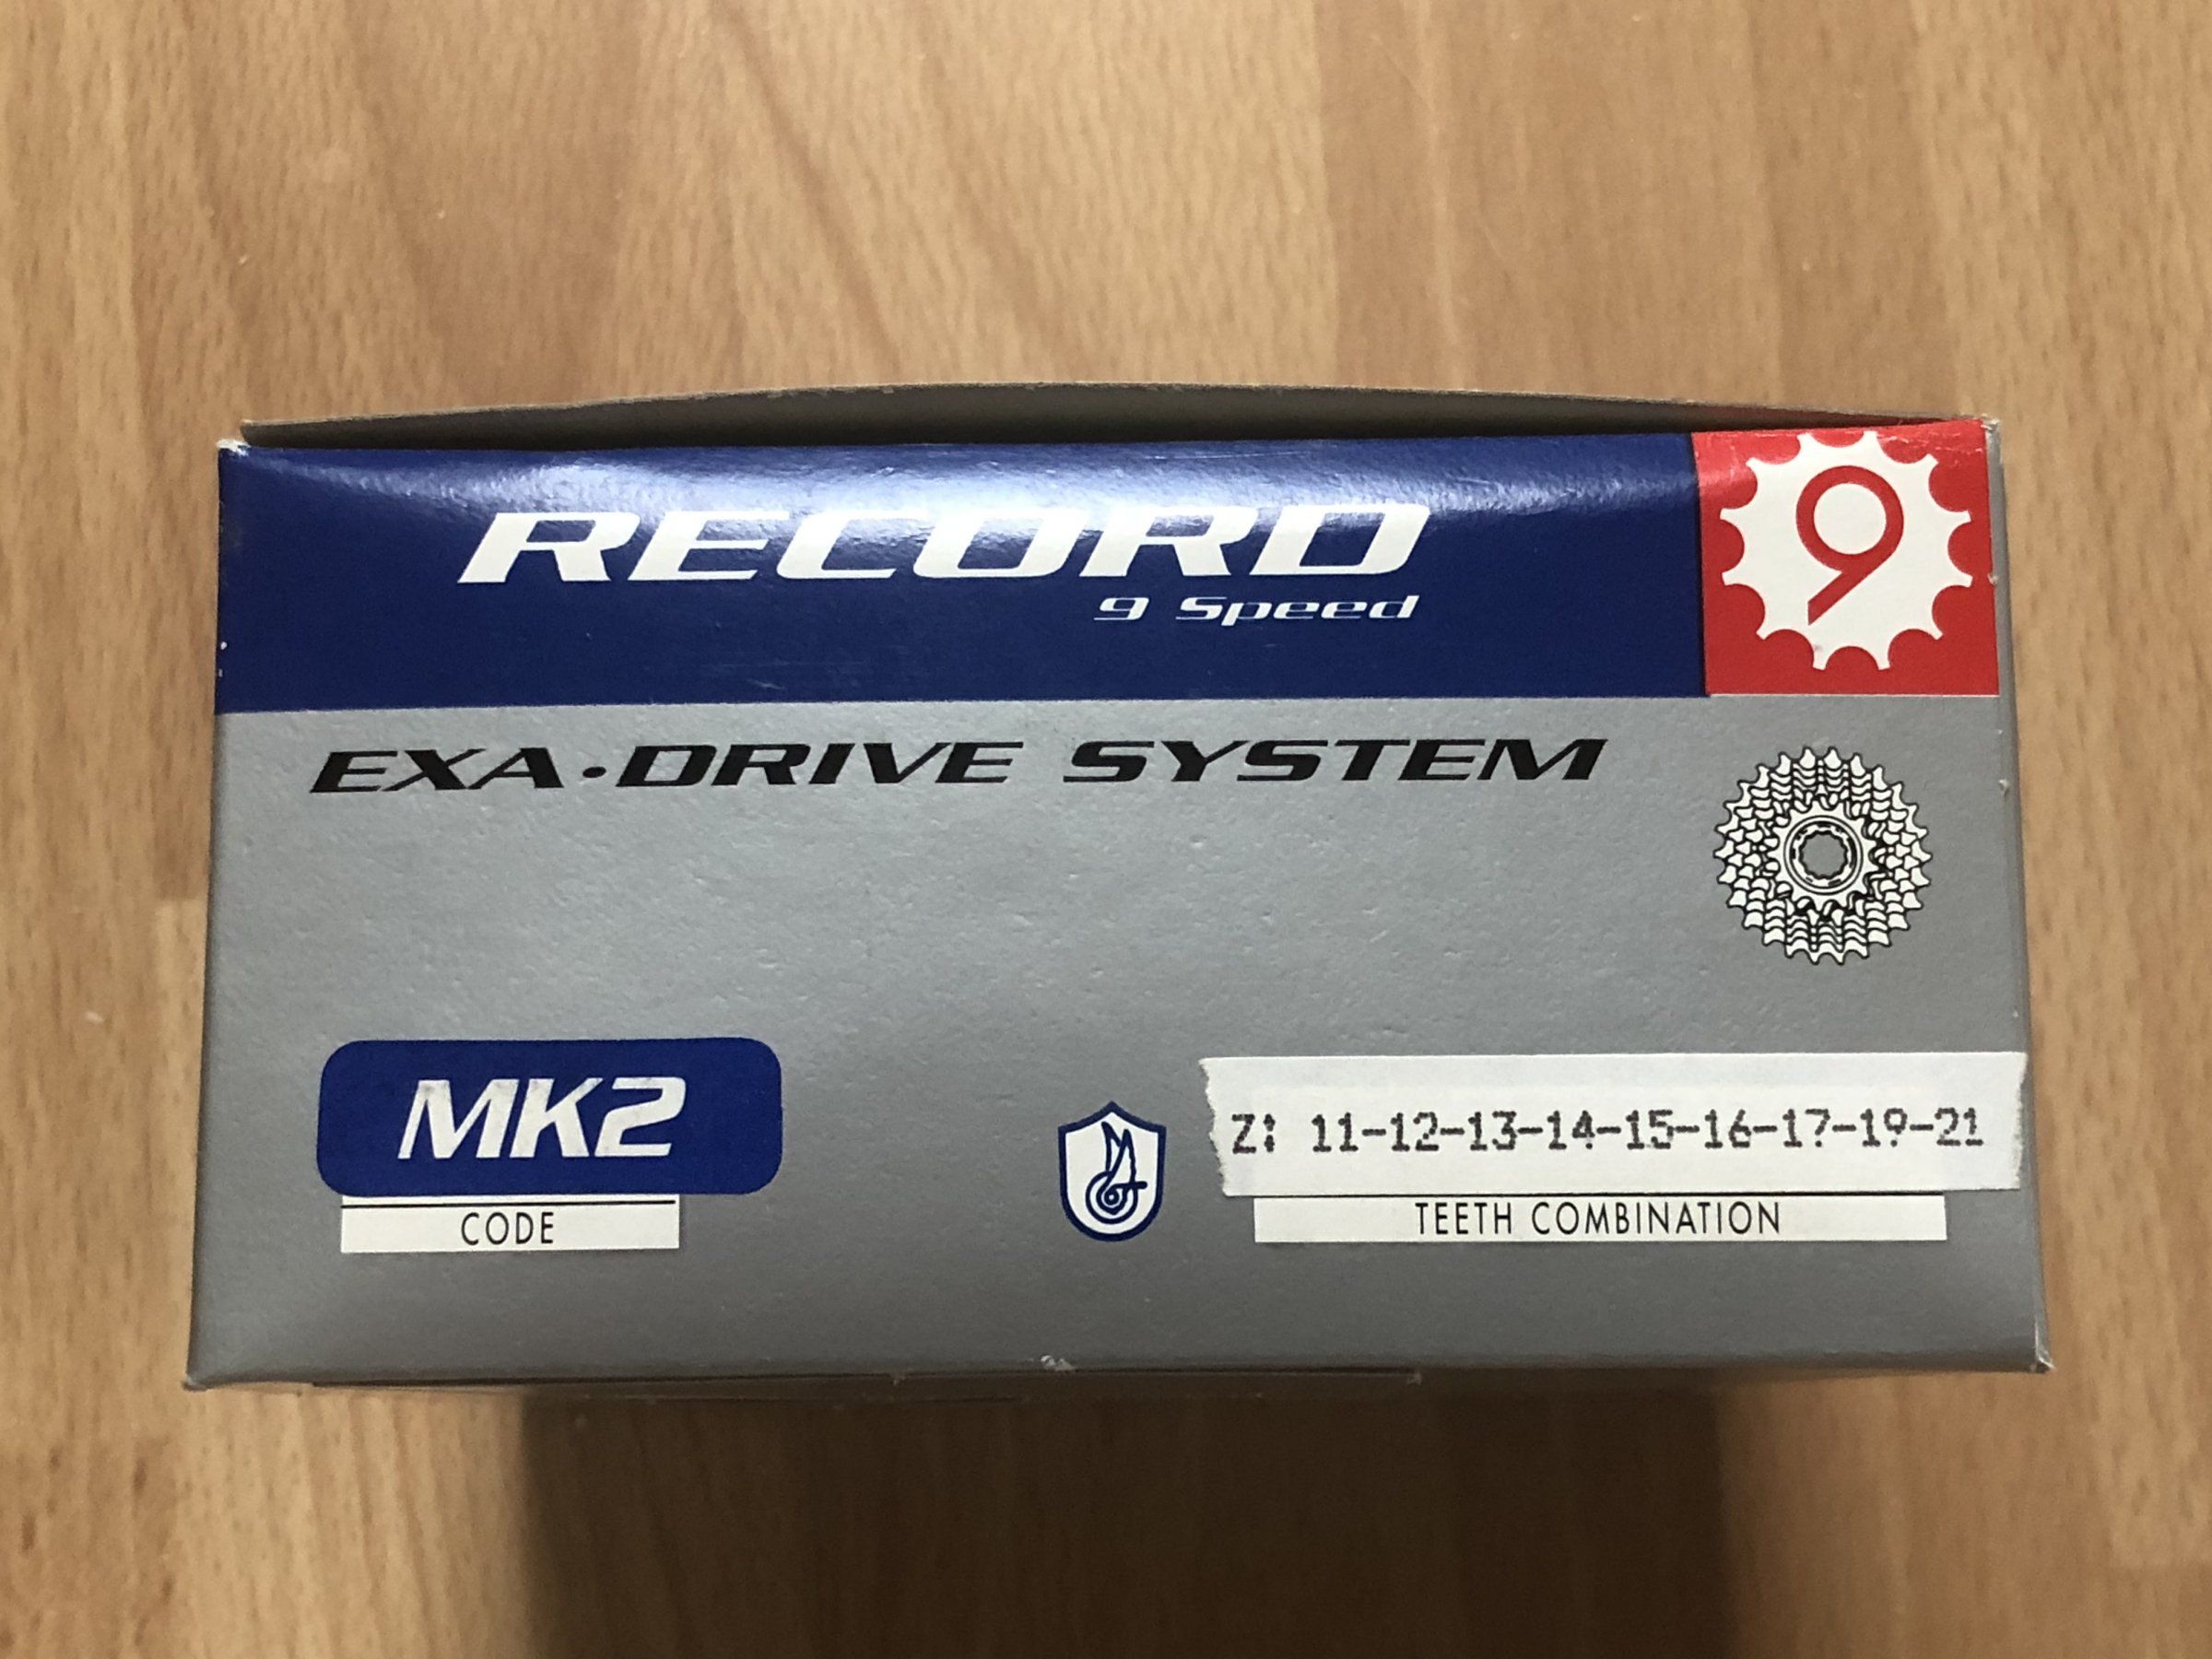 RECORD
9 Speed
9
EXA·DRIVE SYSTEM
MK2
CODE
Z: 11-12-13-14-15-16-17-19-21
TEETH COMBINATION